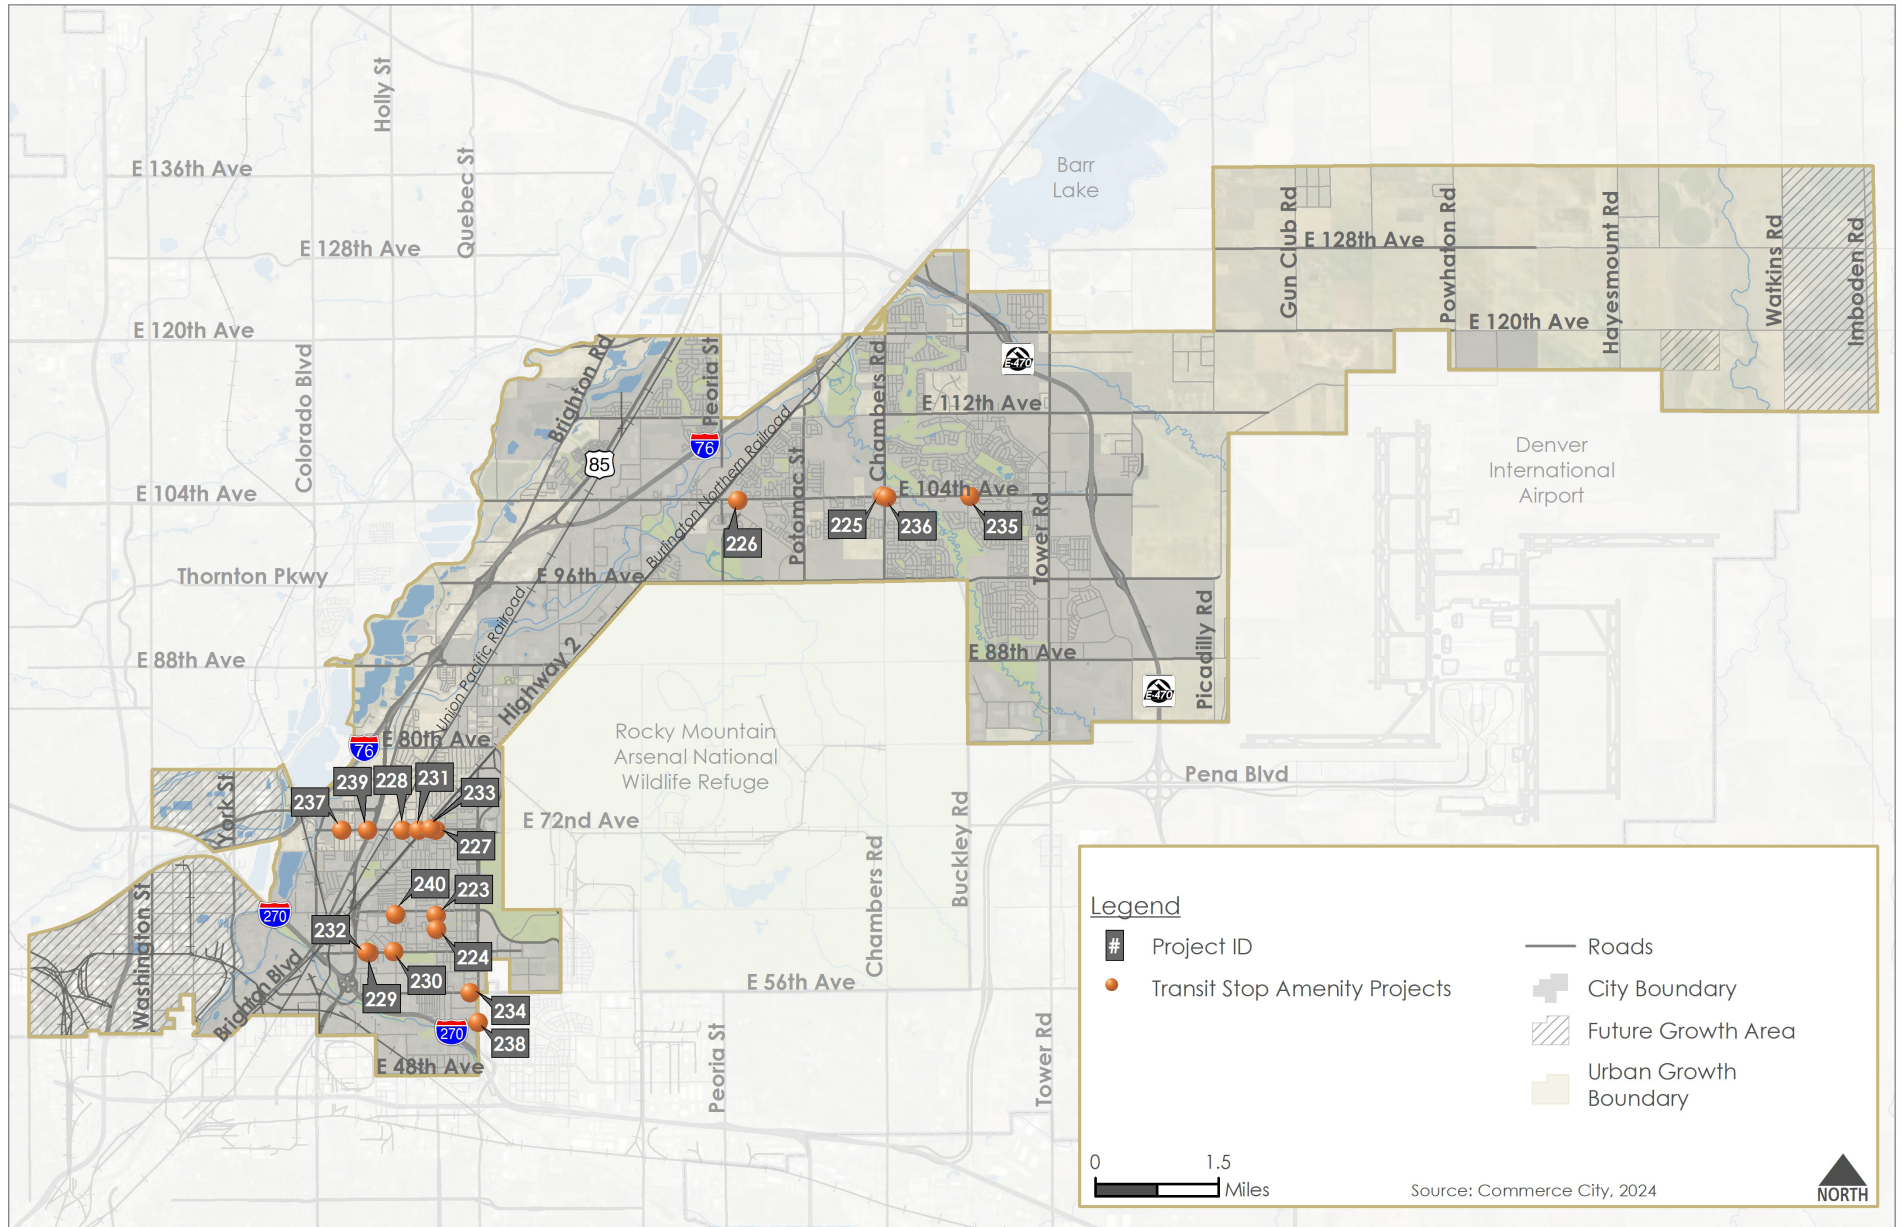 Holly St
Quebec St
E 136th Ave
Barr
Lake
E 128th Ave
Gun Club Rd
E 128th Ave
Powhaton Rd
Hayesmount Rd
Watkins Rd
Imboden Rd
E 120th Ave
E 120th Ave
Colorado Blvd
Brighton Rd
Peoria St
Chambers Rd
E-470
E 112th Ave
76
85
Burlington Northern Railroad
Potomac St
Denver
International
Airport
E 104th Ave
E 104th Ave
Tower Rd
225
236
235
226
Thornton Pkwy
E 96th Ave
Union Pacific Railroad
Picadilly Rd
E 88th Ave
E 88th Ave
Highway 2
E-470
Rocky Mountain
Arsenal National
Wildlife Refuge
76
E 80th Ave
Pena Blvd
York St
237
239
228
231
233
227
E 72nd Ave
Chambers Rd
Buckley Rd
240
223
232
224
230
229
234
238
Washington St
270
Brighton Blvd
E 56th Ave
270
E 48th Ave
Peoria St
Tower Rd
Legend
# Project ID
Transit Stop Amenity Projects
Roads
City Boundary
Future Growth Area
Urban Growth
Boundary
0 1.5
Miles
Source: Commerce City, 2024
NORTH